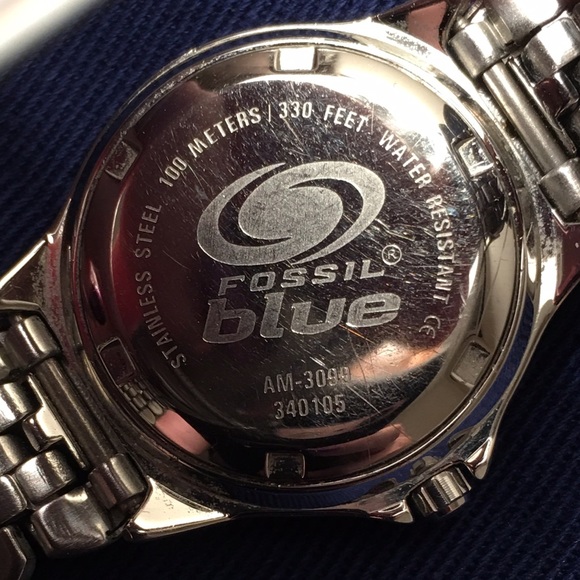 STAINLESS STEEL 100 METERS / 330 FEET WATER RESISTANT CE
FOSSIL®
blue
AM-3099
340105